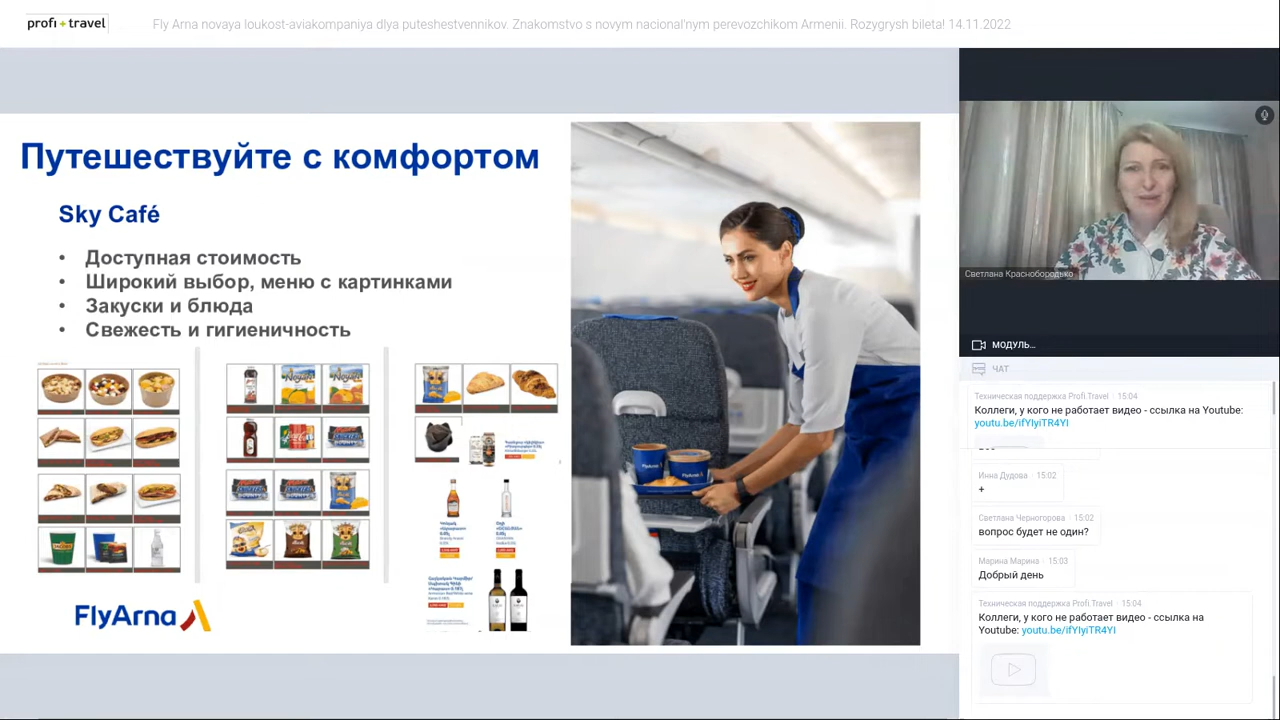 profi travel
Fly Arna novaya loukost-aviakompaniya dlya puteshestvennikov. Znakomstvo s novym nacional'nym perevozchikom Armenii. Rozygrysh bileta! 14.11.2022
Путешествуйте с комфортом
Sky Café
• Доступная стоимость
• Широкий выбор, меню с картинками
• Закуски и блюда
• Свежесть и гигиеничность
FlyArna
Светлана Краснобородько
МОДУЛЬ...
ЧАТ
Техническая поддержка Profi.Travel · 15:04
Коллеги, у кого не работает видео - ссылка на Youtube:
youtu.be/ifYIyiTR4YI
Инна Дудова · 15:02
+
Светлана Черногорова · 15:02
вопрос будет не один?
Марина Марина · 15:03
Добрый день
Техническая поддержка Profi.Travel · 15:04
Коллеги, у кого не работает видео - ссылка на
Youtube: youtu.be/ifYIyiTR4YI